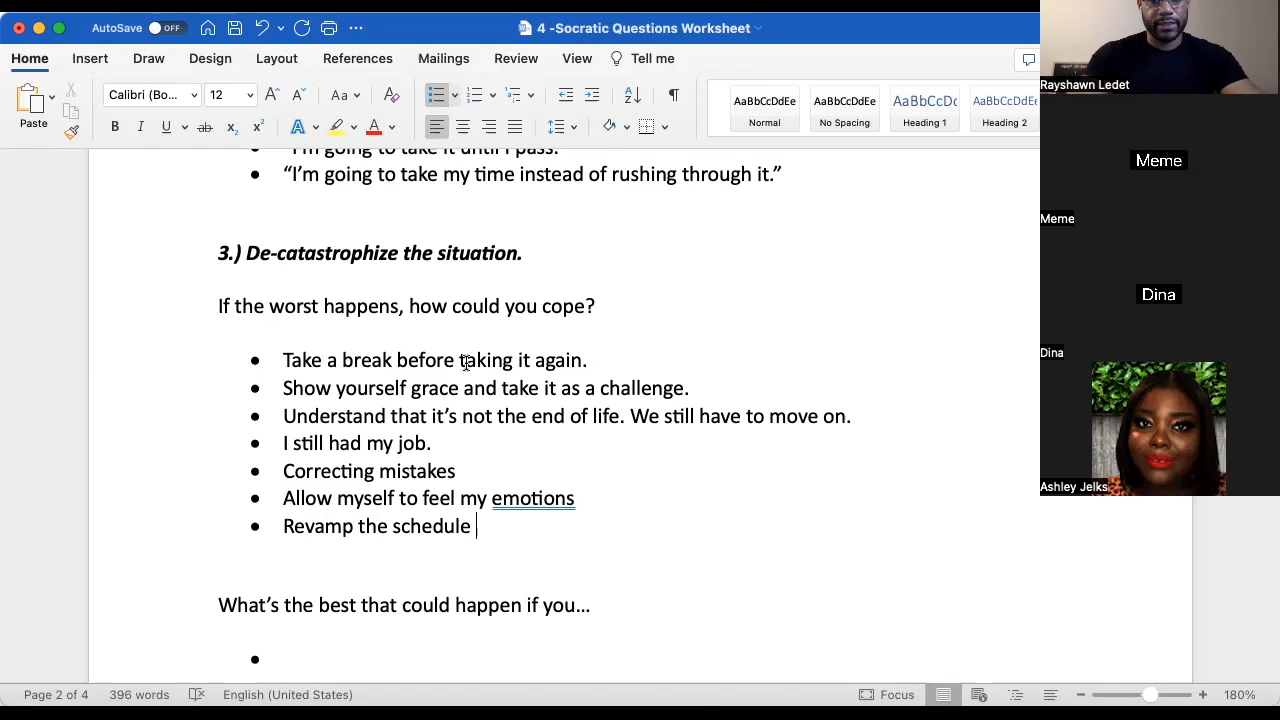 AutoSave OFF
4 -Socratic Questions Worksheet
Home Insert Draw Design Layout References Mailings Review View Tell me
Paste
Calibri (Bo... 12
AaBbCcDdEe AaBbCcDdEe AaBbCcDc AaBbCcDdEe
Normal No Spacing Heading 1 Heading 2
• “I’m going to take it until I pass.
• “I’m going to take my time instead of rushing through it.”
3.) De-catastrophize the situation.
If the worst happens, how could you cope?
• Take a break before taking it again.
• Show yourself grace and take it as a challenge.
• Understand that it’s not the end of life. We still have to move on.
• I still had my job.
• Correcting mistakes
• Allow myself to feel my emotions
• Revamp the schedule
What’s the best that could happen if you...
•
Page 2 of 4 396 words English (United States) Focus 180%
Rayshawn Ledet
Meme
Meme
Dina
Dina
Ashley Jelks